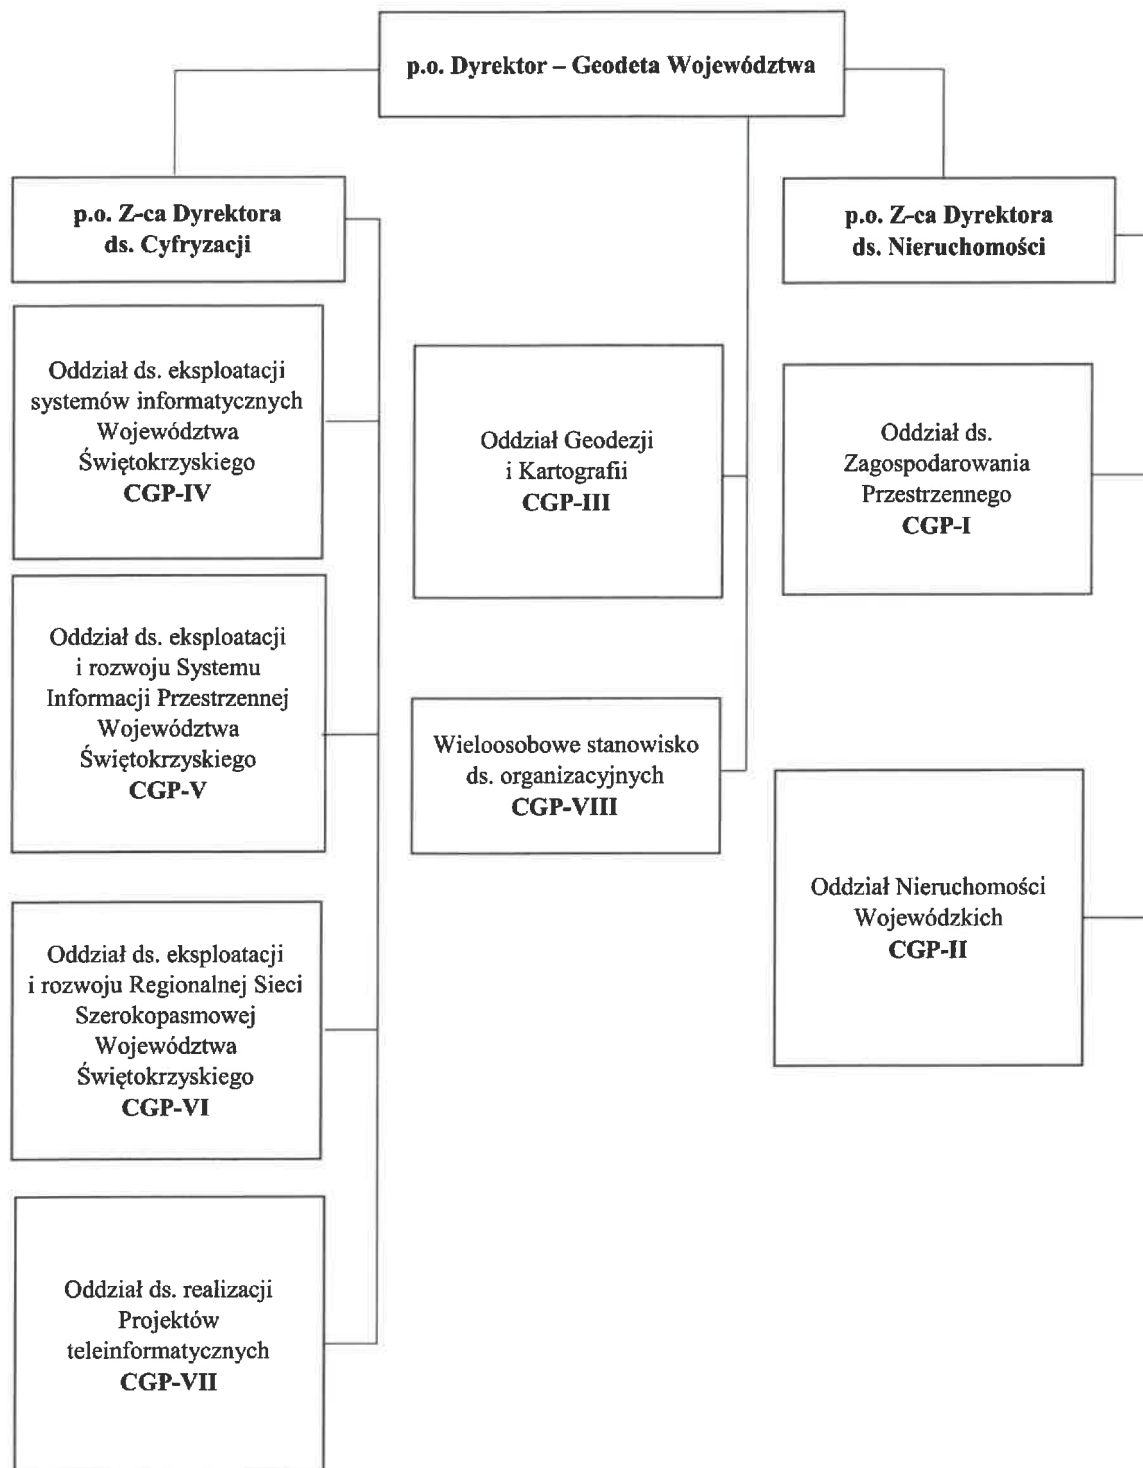 p.o. Dyrektor – Geodeta Województwa
p.o. Z-ca Dyrektora
ds. Cyfryzacji
p.o. Z-ca Dyrektora
ds. Nieruchomości
Oddział ds. eksploatacji
systemów informatycznych
Województwa
Świętokrzyskiego
CGP-IV
Oddział Geodezji
i Kartografii
CGP-III
Oddział ds.
Zagospodarowania
Przestrzennego
CGP-I
Oddział ds. eksploatacji
i rozwoju Systemu
Informacji Przestrzennej
Województwa
Świętokrzyskiego
CGP-V
Wieloosobowe stanowisko
ds. organizacyjnych
CGP-VIII
Oddział Nieruchomości
Wojewódzkich
CGP-II
Oddział ds. eksploatacji
i rozwoju Regionalnej Sieci
Szerokopasmowej
Województwa
Świętokrzyskiego
CGP-VI
Oddział ds. realizacji
Projektów
teleinformatycznych
CGP-VII